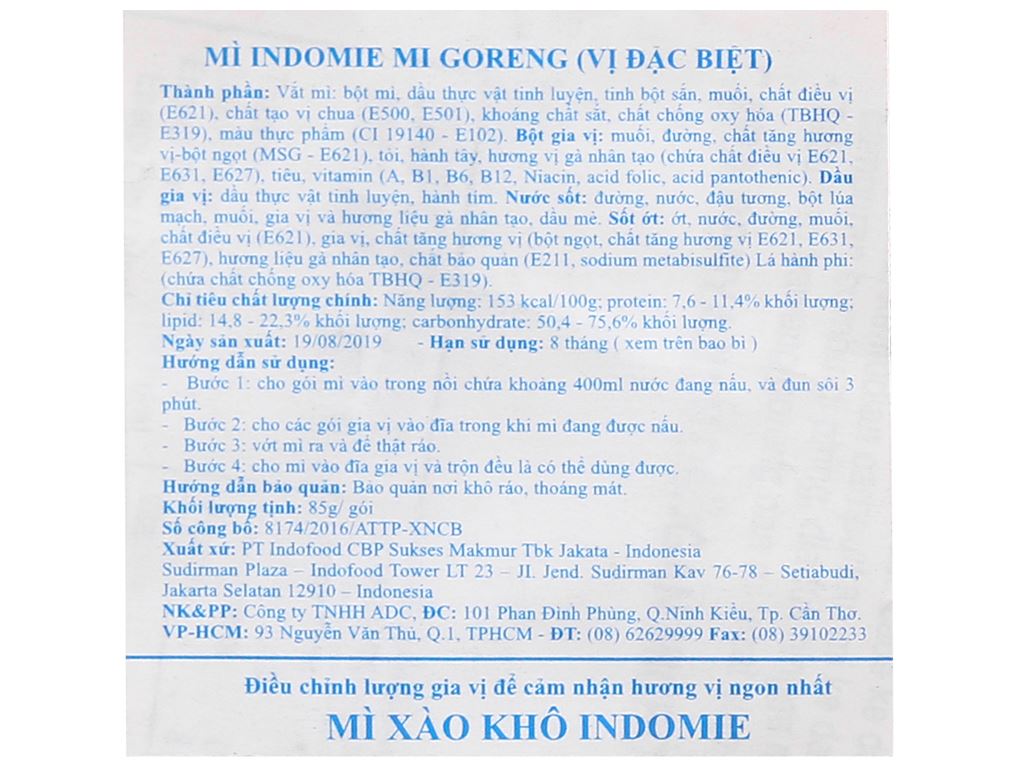 MÌ INDOMIE MI GORENG (VỊ ĐẶC BIỆT)
Thành phần: Vắt mì: bột mì, dầu thực vật tinh luyện, tinh bột sắn, muối, chất điều vị
(E621), chất tạo vị chua (E500, E501), khoáng chất sắt, chất chống oxy hóa (TBHQ -
E319), màu thực phẩm (CI 19140 - E102). Bột gia vị: muối, đường, chất tăng hương
vị-bột ngọt (MSG - E621), tỏi, hành tây, hương vị gà nhân tạo (chứa chất điều vị E621,
E631, E627), tiêu, vitamin (A, B1, B6, B12, Niacin, acid folic, acid pantothenic). Dầu
gia vị: dầu thực vật tinh luyện, hành tím. Nước sốt: đường, nước, đậu tương, bột lúa
mạch, muối, gia vị và hương liệu gà nhân tạo, dầu mè. Sốt ớt: ớt, nước, đường, muối,
chất điều vị (E621), gia vị, chất tăng hương vị (bột ngọt, chất tăng hương vị E621, E631,
E627), hương liệu gà nhân tạo, chất bảo quản (E211, sodium metabisulfite) Lá hành phi:
(chứa chất chống oxy hóa TBHQ - E319).
Chỉ tiêu chất lượng chính: Năng lượng: 153 kcal/100g; protein: 7,6 - 11,4% khối lượng;
lipid: 14,8 - 22,3% khối lượng; carbonhydrate: 50,4 - 75,6% khối lượng.
Ngày sản xuất: 19/08/2019 - Hạn sử dụng: 8 tháng ( xem trên bao bì )
Hướng dẫn sử dụng:
- Bước 1: cho gói mì vào trong nồi chứa khoảng 400ml nước đang nấu, và đun sôi 3
phút.
- Bước 2: cho các gói gia vị vào đĩa trong khi mì đang được nấu.
- Bước 3: vớt mì ra và để thật ráo.
- Bước 4: cho mì vào đĩa gia vị và trộn đều là có thể dùng được.
Hướng dẫn bảo quản: Bảo quản nơi khô ráo, thoáng mát.
Khối lượng tịnh: 85g/ gói
Số công bố: 8174/2016/ATTP-XNCB
Xuất xứ: PT Indofood CBP Sukses Makmur Tbk Jakata - Indonesia
Sudirman Plaza – Indofood Tower LT 23 – JI. Jend. Sudirman Kav 76-78 – Setiabudi,
Jakarta Selatan 12910 – Indonesia
NK&PP: Công ty TNHH ADC, ĐC: 101 Phan Đình Phùng, Q.Ninh Kiều, Tp. Cần Thơ.
VP-HCM: 93 Nguyễn Văn Thủ, Q.1, TPHCM - ĐT: (08) 62629999 Fax: (08) 39102233
Điều chỉnh lượng gia vị để cảm nhận hương vị ngon nhất
MÌ XÀO KHÔ INDOMIE